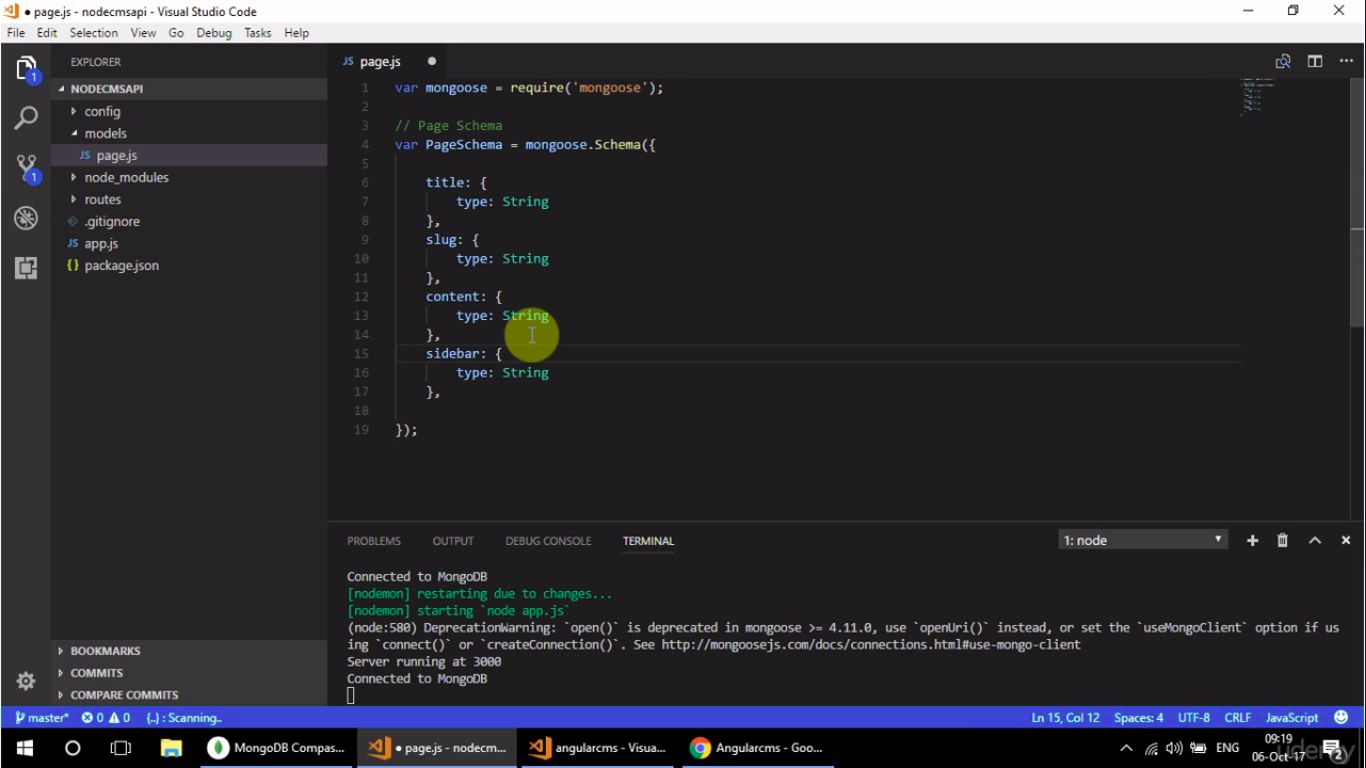 ● page.js - nodecmsapi - Visual Studio Code
File Edit Selection View Go Debug Tasks Help
EXPLORER
NODECMSAPI
config
models
JS page.js
node_modules
routes
.gitignore
JS app.js
{} package.json
BOOKMARKS
COMMITS
COMPARE COMMITS
1
1
JS page.js ●
1 var mongoose = require('mongoose');
2
3 // Page Schema
4 var PageSchema = mongoose.Schema({
5
6 title: {
7 type: String
8 },
9 slug: {
10 type: String
11 },
12 content: {
13 type: String
14 },
15 sidebar: {
16 type: String
17 },
18
19 });
PROBLEMS OUTPUT DEBUG CONSOLE TERMINAL 1: node
Connected to MongoDB
[nodemon] restarting due to changes...
[nodemon] starting `node app.js`
(node:580) DeprecationWarning: `open()` is deprecated in mongoose >= 4.11.0, use `openUri()` instead, or set the `useMongoClient` option if us
ing `connect()` or `createConnection()`. See http://mongoosejs.com/docs/connections.html#use-mongo-client
Server running at 3000
Connected to MongoDB
master* 0 0 {..} : Scanning.. Ln 15, Col 12 Spaces: 4 UTF-8 CRLF JavaScript
MongoDB Compas... ● page.js - nodecm... angularcms - Visua... Angularcms - Goo... ENG 09:19
06-Oct-17 2
udemy